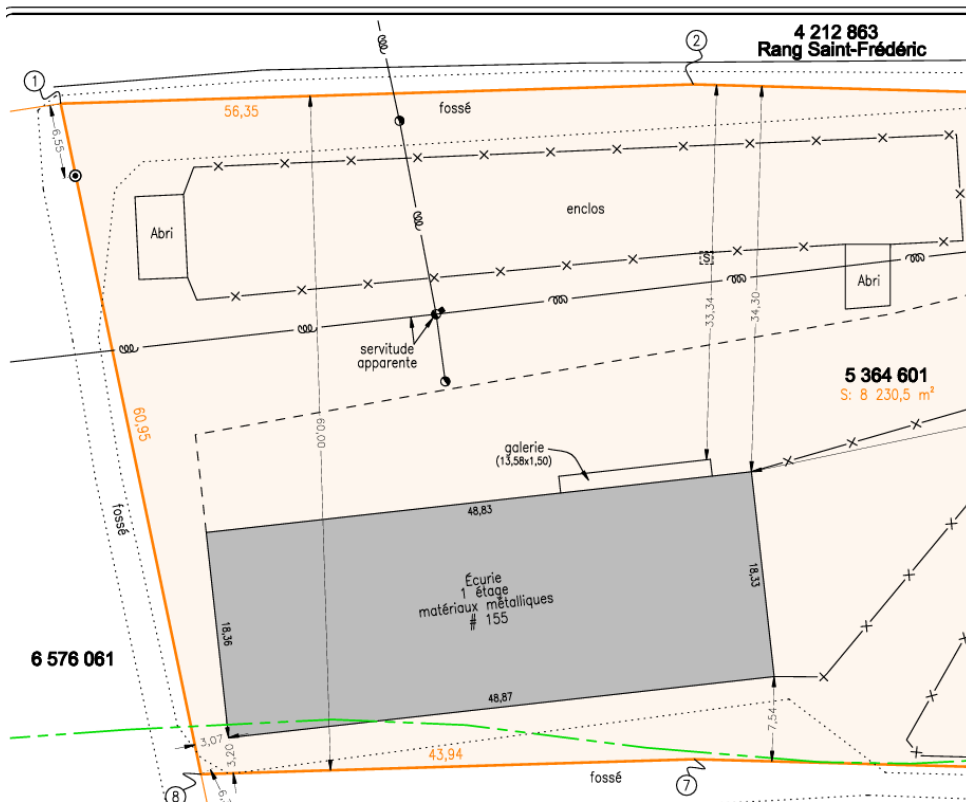 4 212 863
Rang Saint-Frédéric
1
2
56,35
fossé
6,55
Abri
enclos
S
33,34
34,30
Abri
servitude
apparente
5 364 601
S: 8 230,5 m²
60,95
60,00
galerie
(13,58x1,50)
48,83
fossé
Écurie
1 étage
matériaux métalliques
# 155
18,33
18,36
6 576 061
48,87
7,54
3,07
3,20
43,94
fossé
8
7